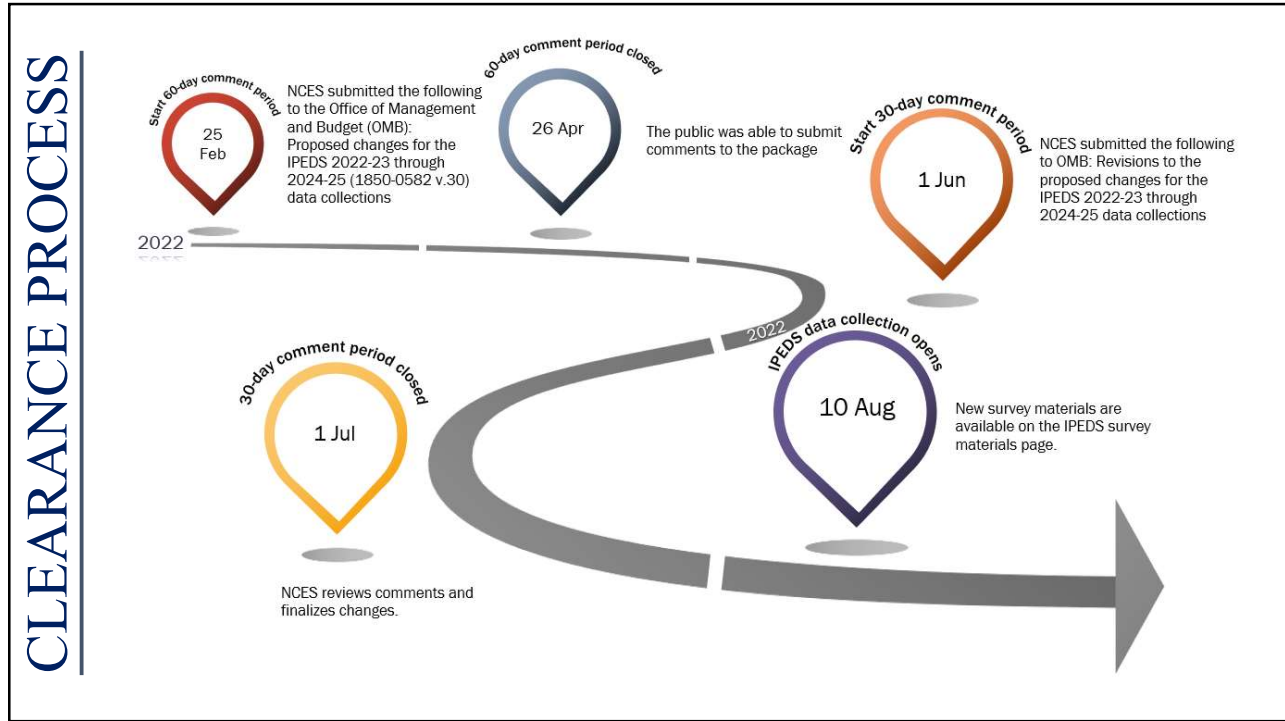 CLEARANCE PROCESS
Start 60-day comment period
25
Feb
NCES submitted the following
to the Office of Management
and Budget (OMB):
Proposed changes for the
IPEDS 2022-23 through
2024-25 (1850-0582 v.30)
data collections
60-day comment period closed
26 Apr
The public was able to submit
comments to the package
Start 30-day comment period
1 Jun
NCES submitted the following
to OMB: Revisions to the
proposed changes for the
IPEDS 2022-23 through
2024-25 data collections
2022
2022
30-day comment period closed
1 Jul
NCES reviews comments and
finalizes changes.
IPEDS data collection opens
10 Aug
New survey materials are
available on the IPEDS survey
materials page.